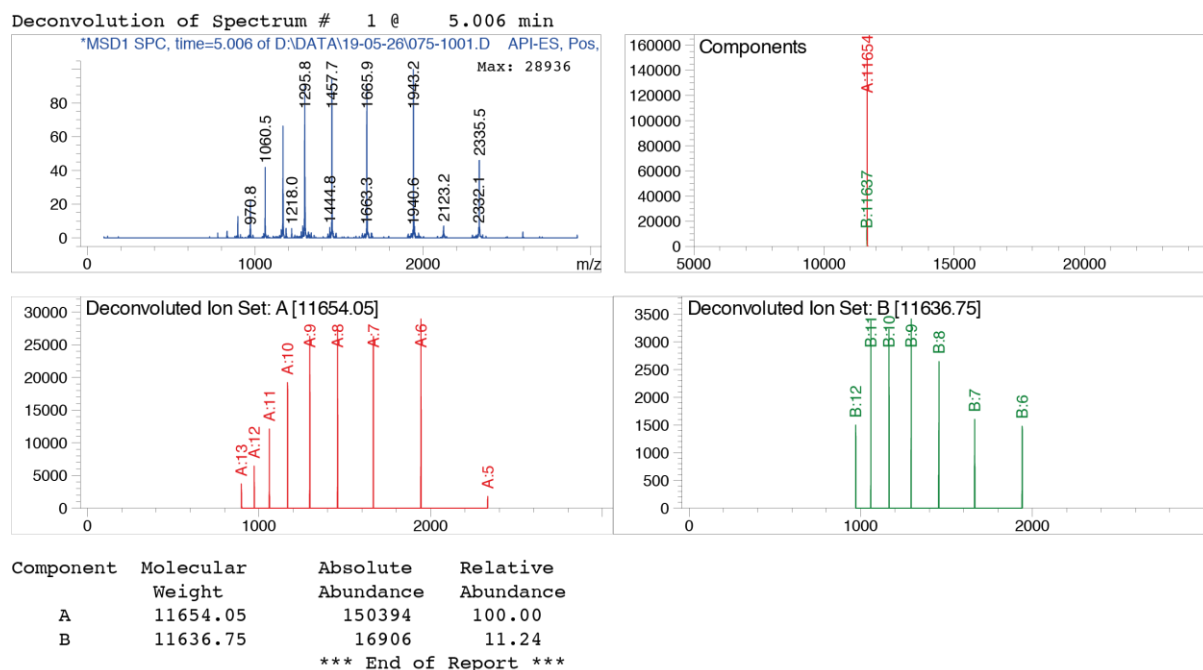 Deconvolution of Spectrum # 1 @ 5.006 min
*MSD1 SPC, time=5.006 of D:\DATA\19-05-26\075-1001.D API-ES, Pos,
Max: 28936
80
60
40
20
0
970.8
1060.5
1218.0
1295.8
1444.8
1457.7
1663.3
1665.9
1940.6
1943.2
2123.2
2332.1
2335.5
0 1000 2000 m/z
Components
160000
140000
120000
100000
80000
60000
40000
20000
0
A:11654
B:11637
5000 10000 15000 20000
Deconvoluted Ion Set: A [11654.05]
30000
25000
20000
15000
10000
5000
0
A:13
A:12
A:11
A:10
A:9
A:8
A:7
A:6
A:5
0 1000 2000
Deconvoluted Ion Set: B [11636.75]
3500
3000
2500
2000
1500
1000
500
0
B:12
B:11
B:10
B:9
B:8
B:7
B:6
0 1000 2000
Component Molecular Absolute Relative
Weight Abundance Abundance
A 11654.05 150394 100.00
B 11636.75 16906 11.24
*** End of Report ***